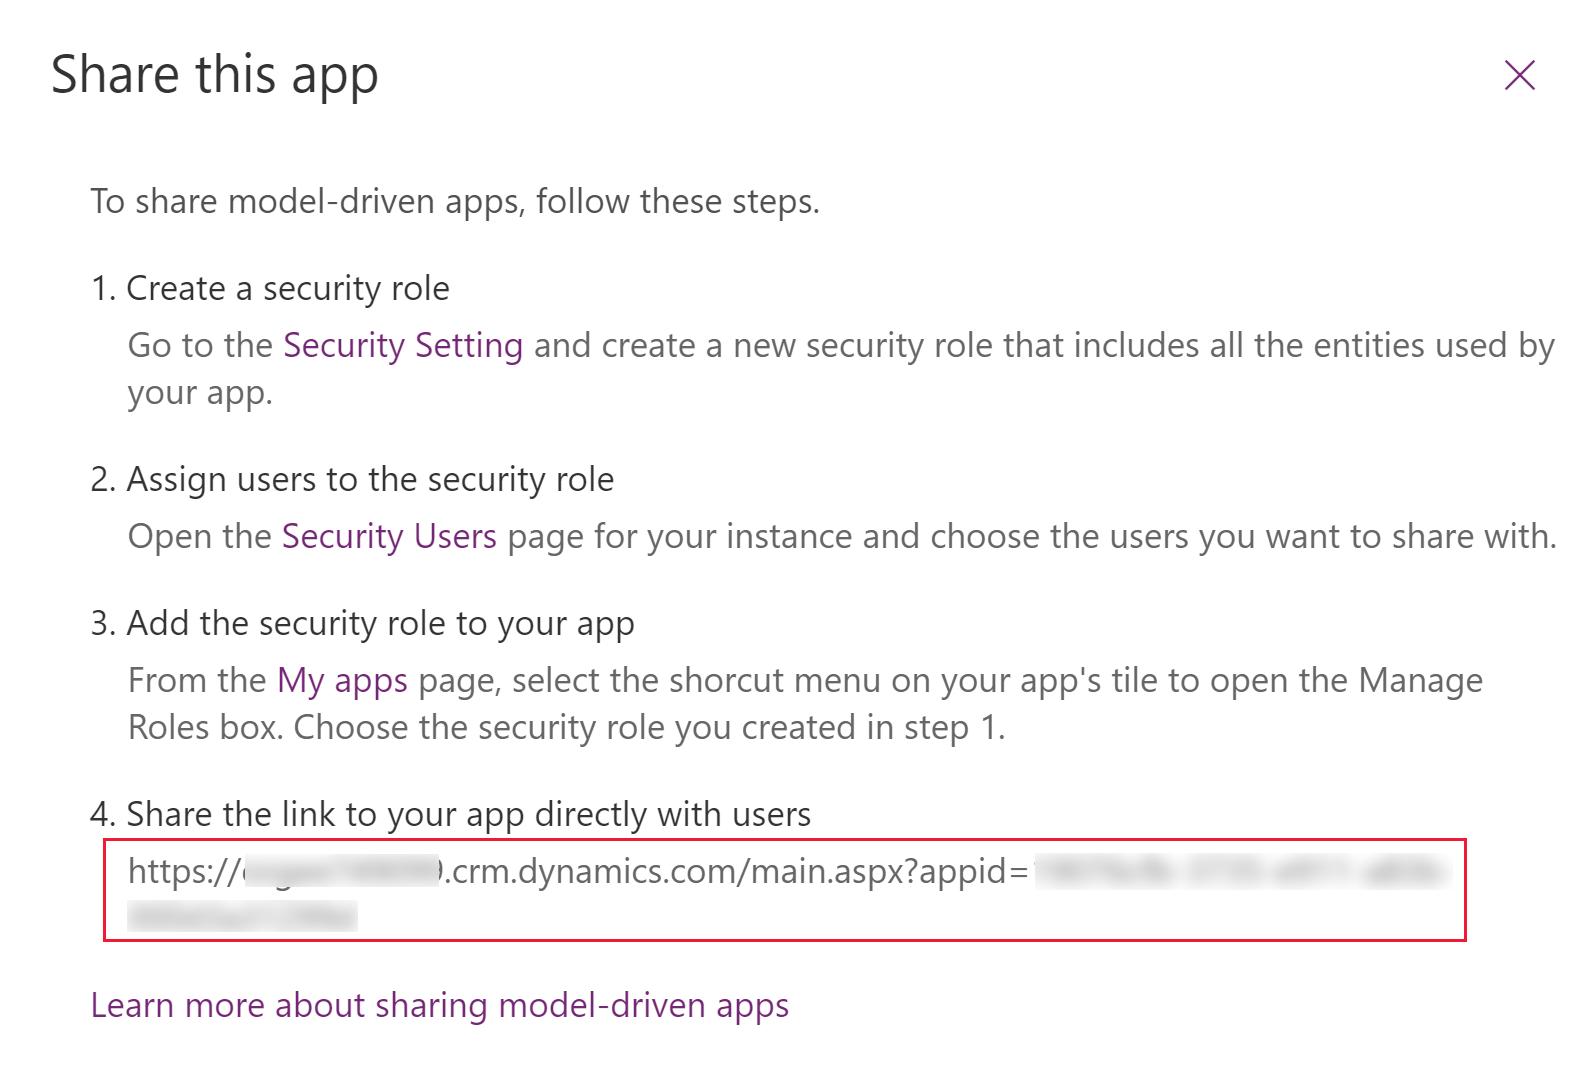 Share this app
To share model-driven apps, follow these steps.
1. Create a security role
Go to the Security Setting and create a new security role that includes all the entities used by
your app.
2. Assign users to the security role
Open the Security Users page for your instance and choose the users you want to share with.
3. Add the security role to your app
From the My apps page, select the shorcut menu on your app's tile to open the Manage
Roles box. Choose the security role you created in step 1.
4. Share the link to your app directly with users
https:// .crm.dynamics.com/main.aspx?appid=
Learn more about sharing model-driven apps